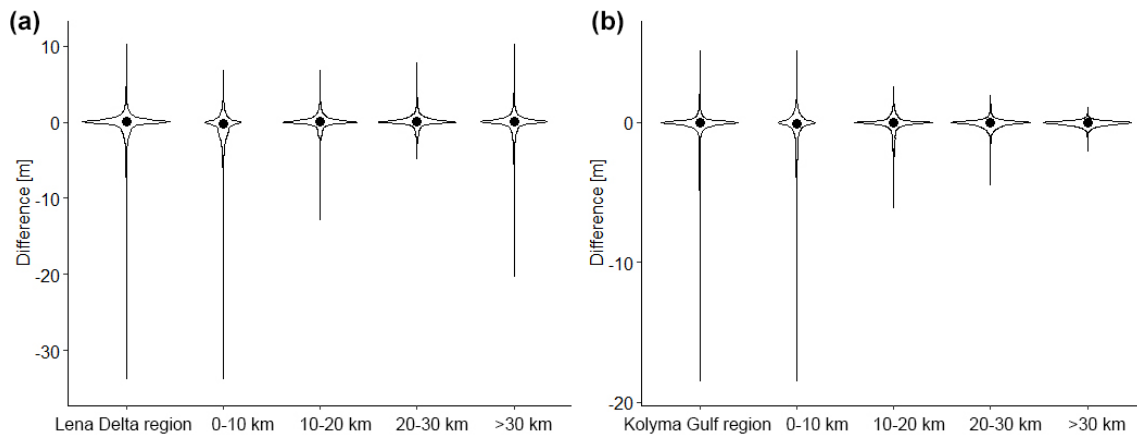 (a)
10
0
-10
-20
-30
Difference [m]
Lena Delta region 0-10 km 10-20 km 20-30 km >30 km
(b)
0
-10
-20
Difference [m]
Kolyma Gulf region 0-10 km 10-20 km 20-30 km >30 km